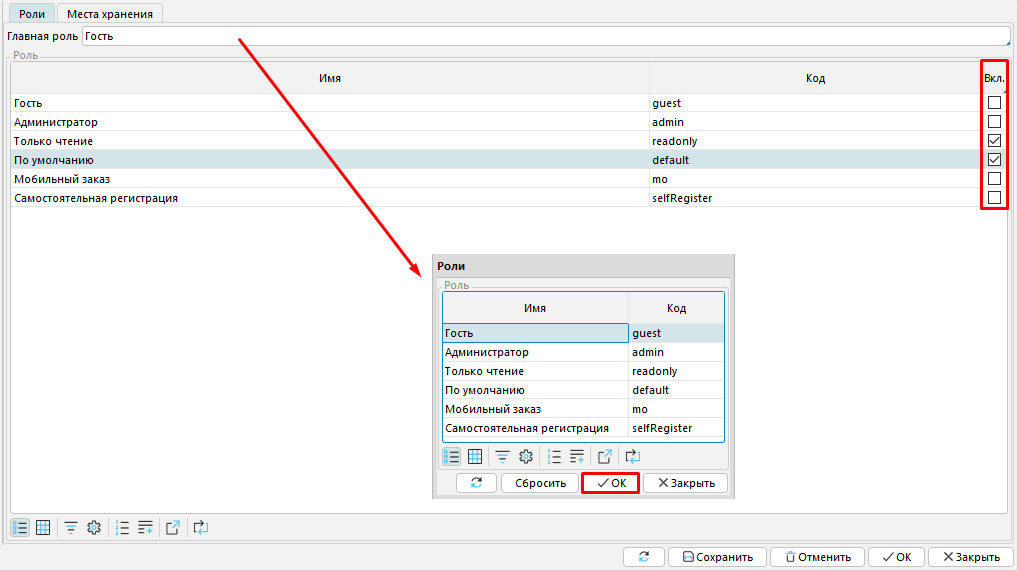 Роли Места хранения
Главная роль Гость
Роль
Имя Код Вкл.
Гость guest
Администратор admin
Только чтение readonly
По умолчанию default
Мобильный заказ mo
Самостоятельная регистрация selfRegister
Роли
Роль
Имя Код
Гость guest
Администратор admin
Только чтение readonly
По умолчанию default
Мобильный заказ mo
Самостоятельная регистрация selfRegister
Сбросить OK Закрыть
Сохранить Отменить OK Закрыть